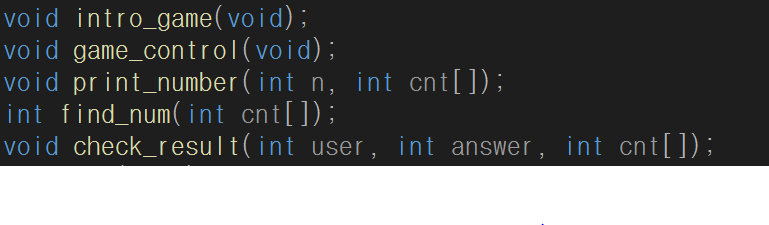 void intro_game(void);
void game_control(void);
void print_number(int n, int cnt[]);
int find_num(int cnt[]);
void check_result(int user, int answer, int cnt[]);